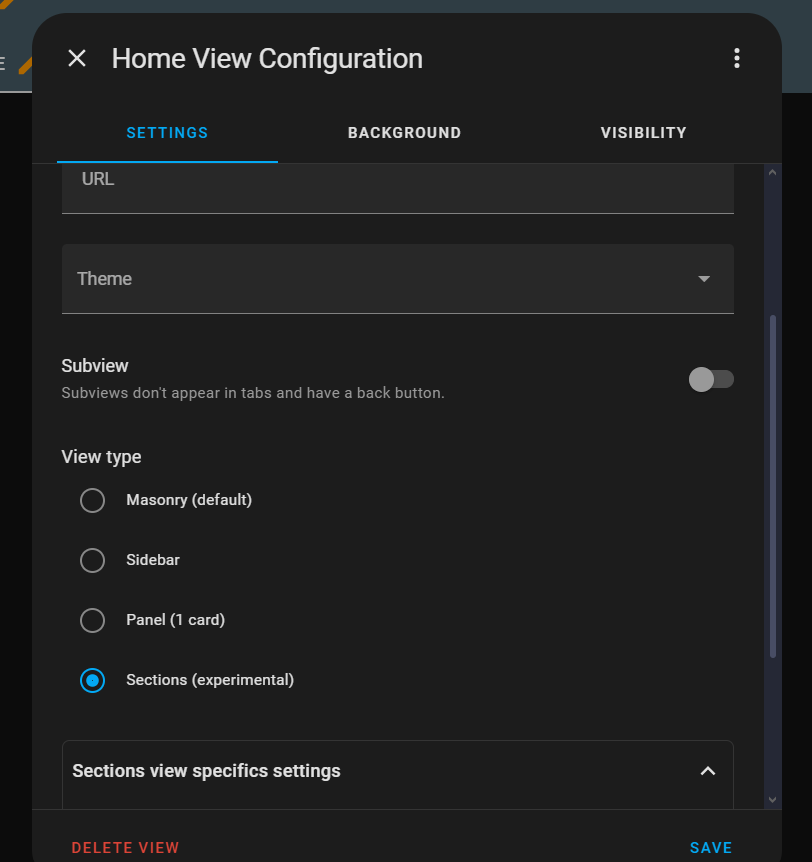 Home View Configuration
SETTINGS
BACKGROUND
VISIBILITY
URL
Theme
Subview
Subviews don't appear in tabs and have a back button.
View type
Masonry (default)
Sidebar
Panel (1 card)
Sections (experimental)
Sections view specifics settings
DELETE VIEW
SAVE